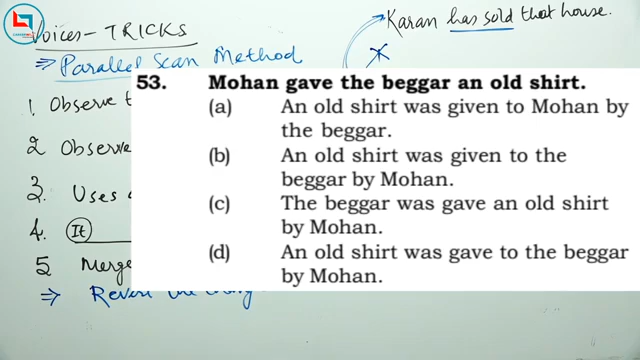 Voices - TRICKS
Karan has sold that house.
⇒ Parallel Scan Method
1. Observe
2 Observe
3. Uses
4. It
5 Merge
⇒ Revert the
53. Mohan gave the beggar an old shirt.
(a) An old shirt was given to Mohan by
the beggar.
(b) An old shirt was given to the
beggar by Mohan.
(c) The beggar was gave an old shirt
by Mohan.
(d) An old shirt was gave to the beggar
by Mohan.